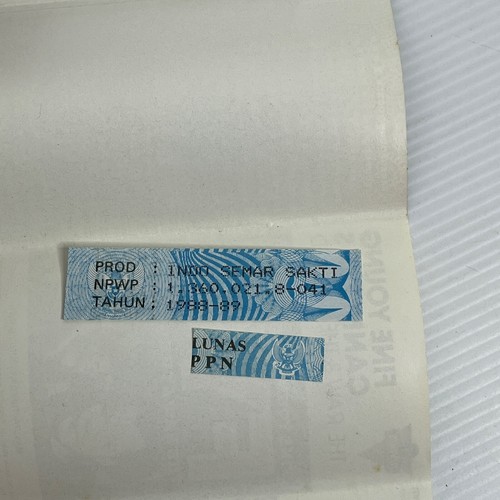 PROD : INDO SEMAR SAKTI
NPWP : 1.360.021.8-041
TAHUN : 1988-89
LUNAS
PPN
FINE YOUNG